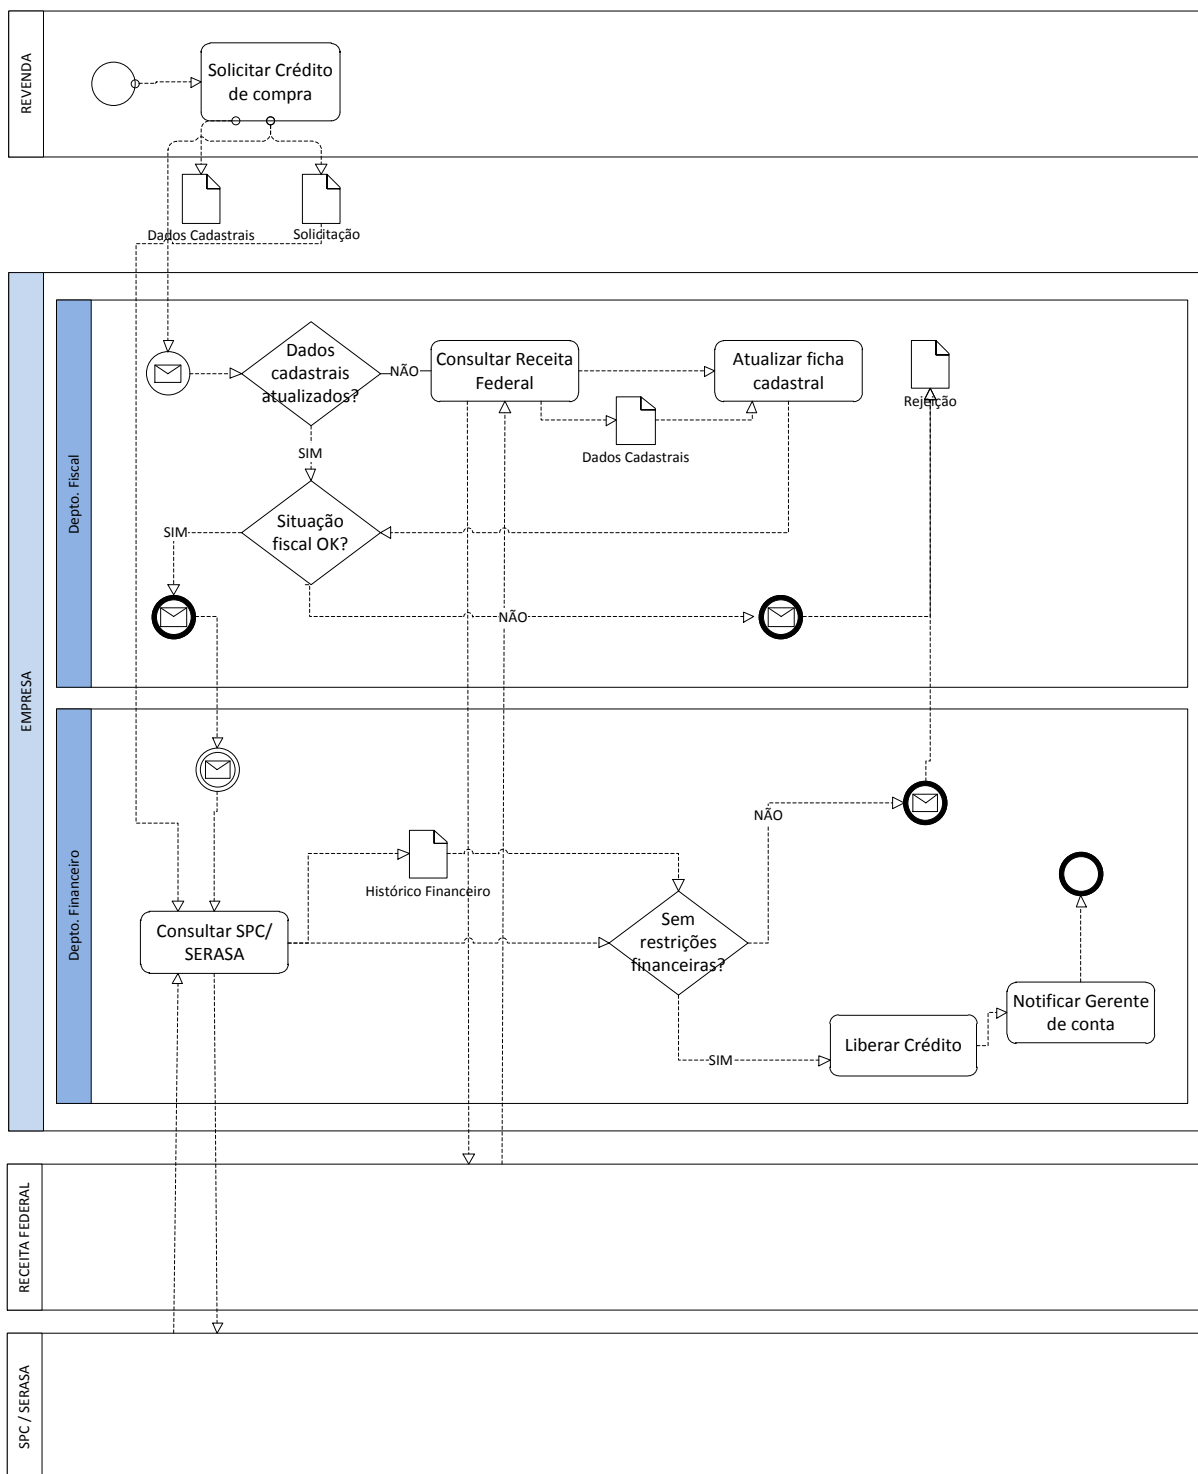 REVENDA
Solicitar Crédito
de compra
Dados Cadastrais
Solicitação
EMPRESA
Depto. Fiscal
Dados
cadastrais
atualizados?
NÃO
Consultar Receita
Federal
Atualizar ficha
cadastral
Rejeição
Dados Cadastrais
SIM
SIM
Situação
fiscal OK?
NÃO
Depto. Financeiro
NÃO
Histórico Financeiro
Consultar SPC/
SERASA
Sem
restrições
financeiras?
Notificar Gerente
de conta
Liberar Crédito
SIM
RECEITA FEDERAL
SPC / SERASA